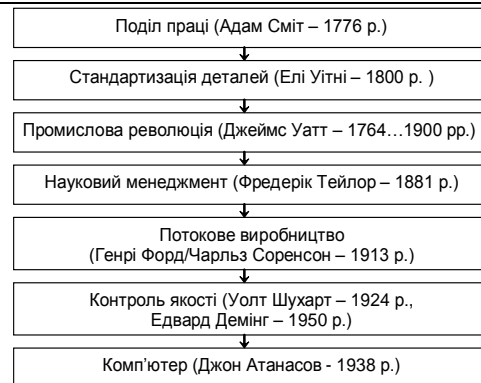 Поділ праці (Адам Сміт – 1776 р.)
Стандартизація деталей (Елі Уітні – 1800 р. )
Промислова революція (Джеймс Уатт – 1764…1900 рр.)
Науковий менеджмент (Фредерік Тейлор – 1881 р.)
Потокове виробництво
(Генрі Форд/Чарльз Соренсон – 1913 р.)
Контроль якості (Уолт Шухарт – 1924 р.,
Едвард Демінг – 1950 р.)
Комп’ютер (Джон Атанасов - 1938 р.)